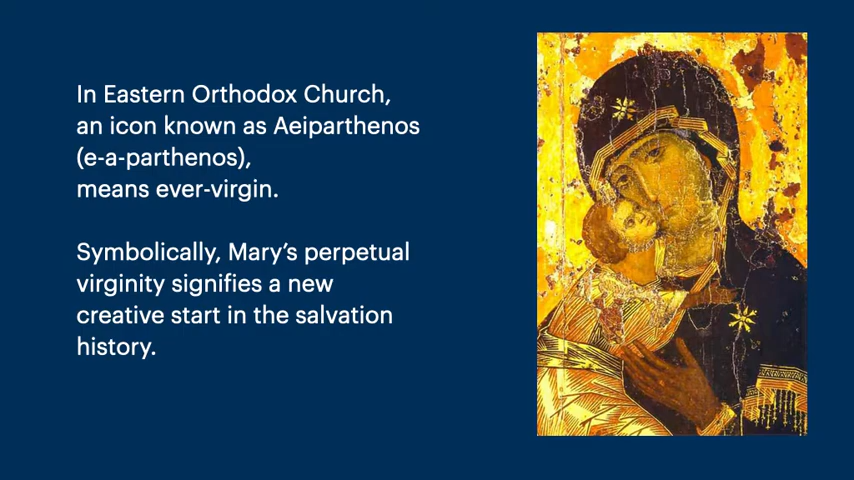 In Eastern Orthodox Church,
an icon known as Aeiparthenos
(e-a-parthenos),
means ever-virgin.
Symbolically, Mary’s perpetual
virginity signifies a new
creative start in the salvation
history.